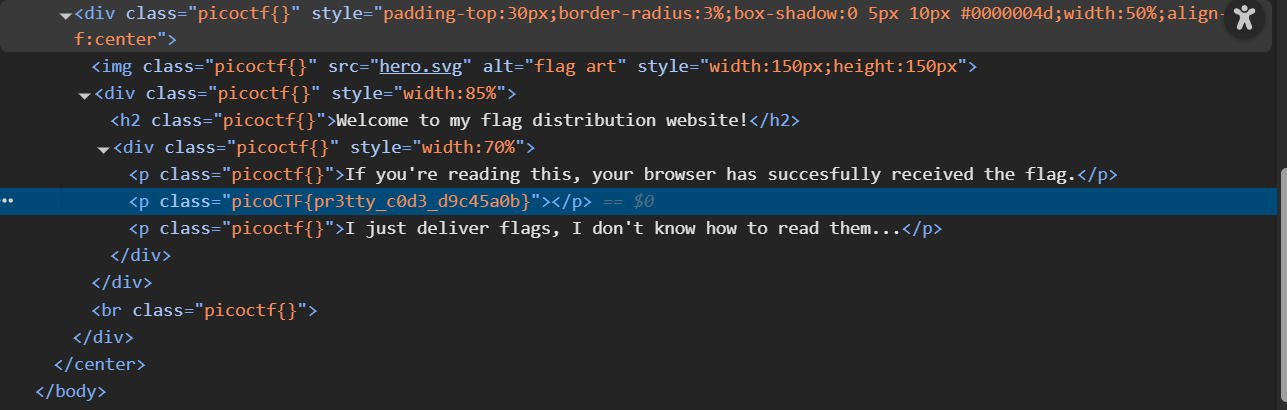 <div class="picoctf{}" style="padding-top:30px;border-radius:3%;box-shadow:0 5px 10px #0000004d;width:50%;align-
f:center">
<img class="picoctf{}" src="hero.svg" alt="flag art" style="width:150px;height:150px">
<div class="picoctf{}" style="width:85%">
<h2 class="picoctf{}">Welcome to my flag distribution website!</h2>
<div class="picoctf{}" style="width:70%">
<p class="picoctf{}">If you're reading this, your browser has succesfully received the flag.</p>
<p class="picoCTF{pr3tty_c0d3_d9c45a0b}"></p> == $0
<p class="picoctf{}">I just deliver flags, I don't know how to read them...</p>
</div>
</div>
<br class="picoctf{}">
</div>
</center>
</body>